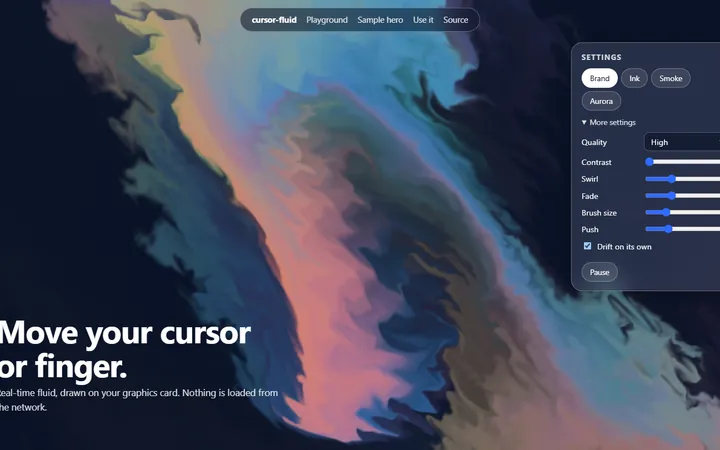 cursor-fluid Playground Sample hero Use it Source
SETTINGS
Brand Ink Smoke
Aurora
▼ More settings
Quality High
Contrast
Swirl
Fade
Brush size
Push
Drift on its own
Pause
Move your cursor
or finger.
Real-time fluid, drawn on your graphics card. Nothing is loaded from
the network.